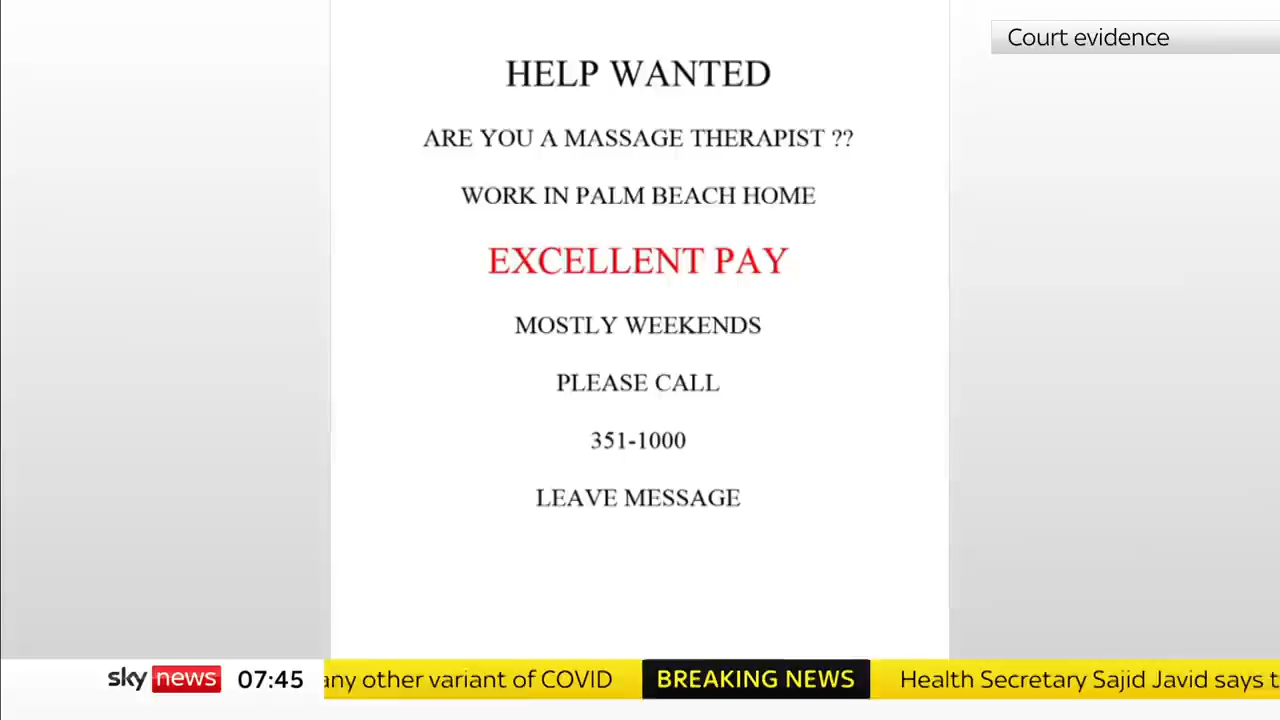 Court evidence
HELP WANTED
ARE YOU A MASSAGE THERAPIST ??
WORK IN PALM BEACH HOME
EXCELLENT PAY
MOSTLY WEEKENDS
PLEASE CALL
351-1000
LEAVE MESSAGE
sky news 07:45 any other variant of COVID BREAKING NEWS Health Secretary Sajid Javid says